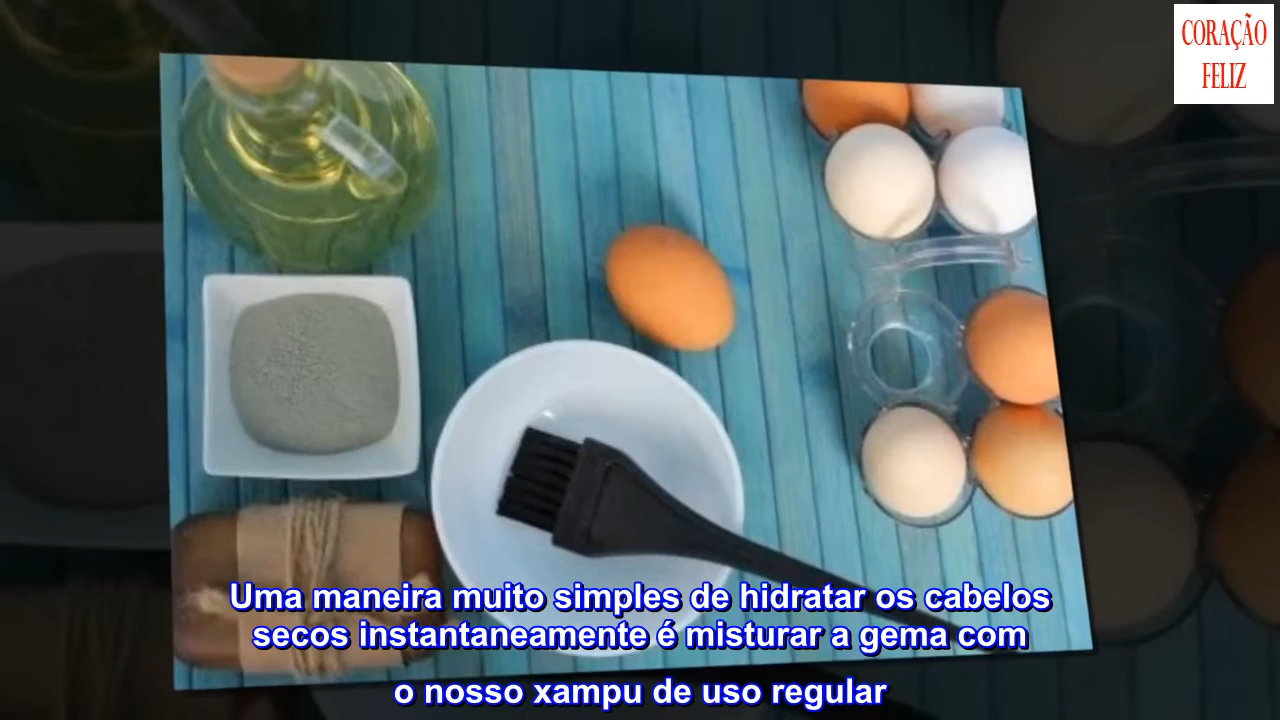 CORAÇÃO
FELIZ
Uma maneira muito simples de hidratar os cabelos
secos instantaneamente é misturar a gema com
o nosso xampu de uso regular